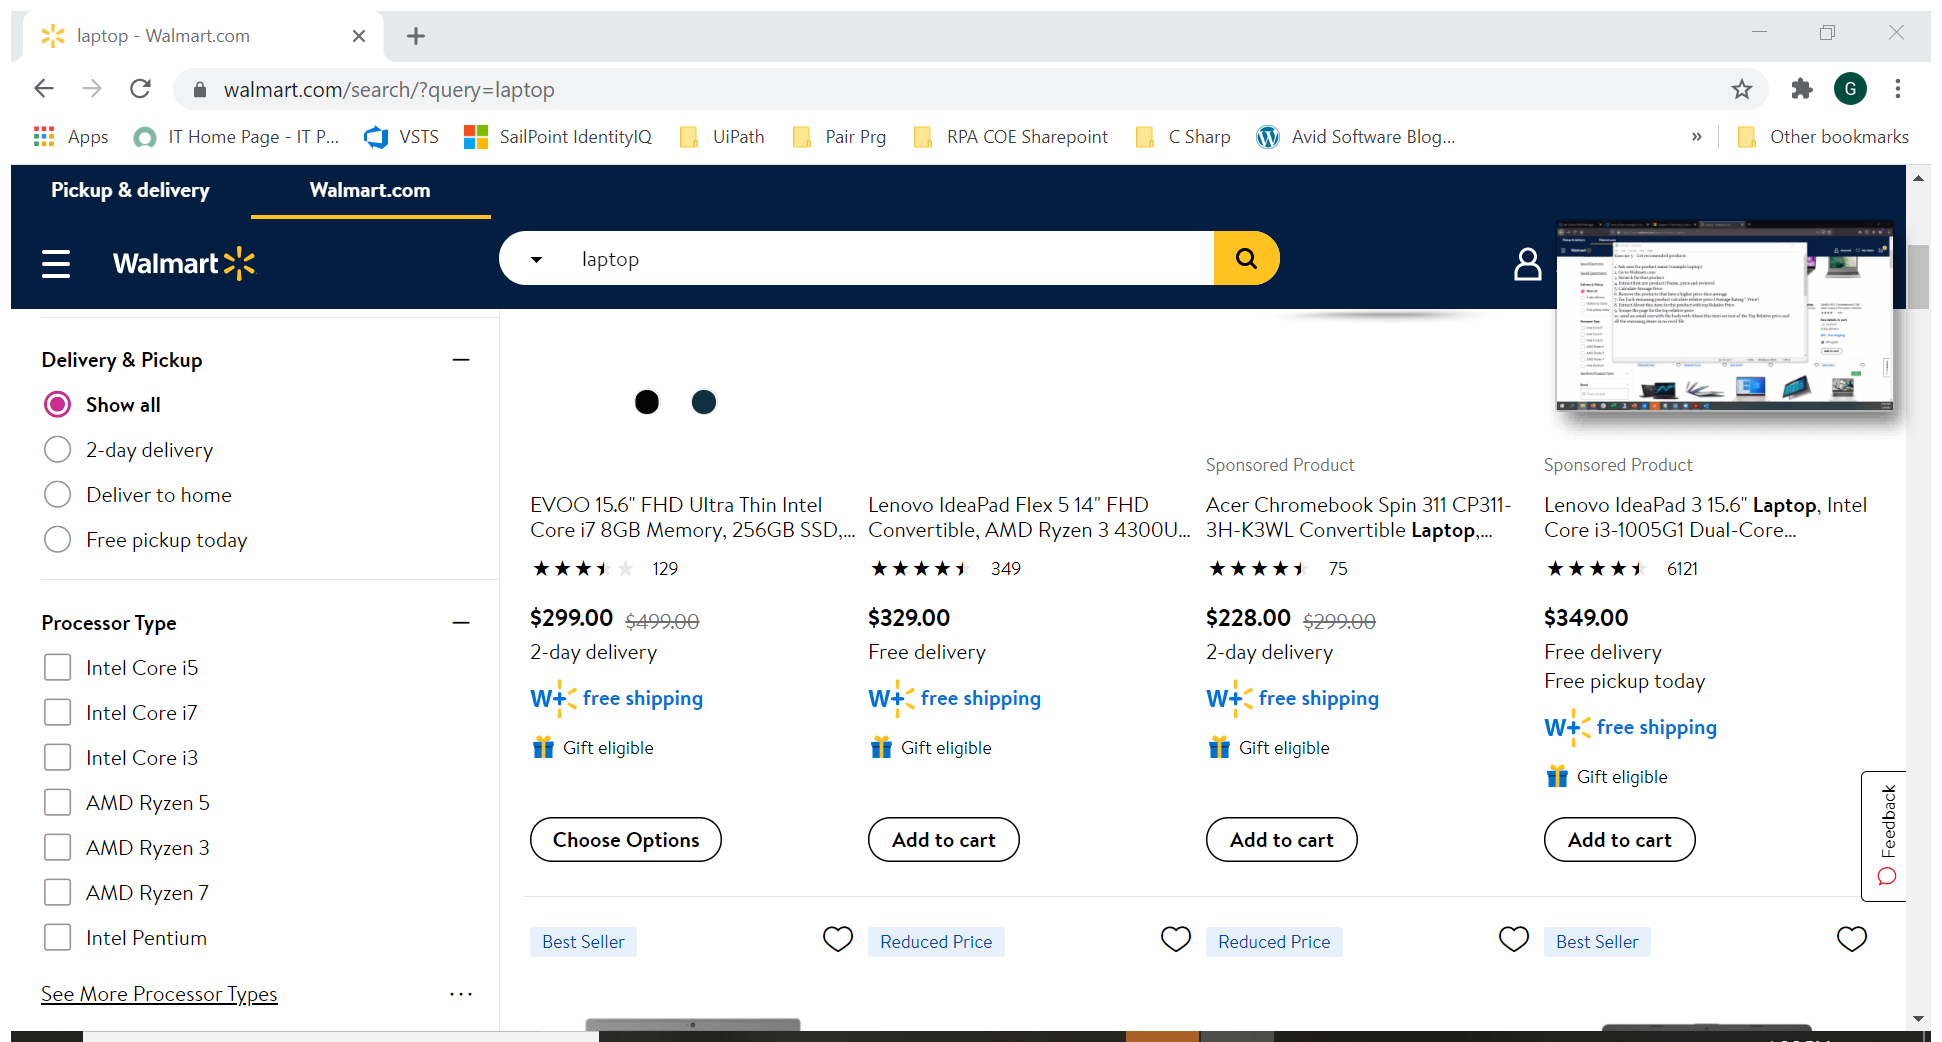 laptop - Walmart.com
walmart.com/search/?query=laptop
G
Apps
IT Home Page - IT P...
VSTS
SailPoint IdentityIQ
UiPath
Pair Prg
RPA COE Sharepoint
C Sharp
Avid Software Blog...
»
Other bookmarks
Pickup & delivery
Walmart.com
Walmart
laptop
Delivery & Pickup
Show all
2-day delivery
Deliver to home
Free pickup today
Processor Type
Intel Core i5
Intel Core i7
Intel Core i3
AMD Ryzen 5
AMD Ryzen 3
AMD Ryzen 7
Intel Pentium
See More Processor Types
...
EVOO 15.6" FHD Ultra Thin Intel
Core i7 8GB Memory, 256GB SSD,...
129
$299.00 $499.00
2-day delivery
W+ free shipping
Gift eligible
Choose Options
Lenovo IdeaPad Flex 5 14" FHD
Convertible, AMD Ryzen 3 4300U...
349
$329.00
Free delivery
W+ free shipping
Gift eligible
Add to cart
Sponsored Product
Acer Chromebook Spin 311 CP311-
3H-K3WL Convertible Laptop,...
75
$228.00 $299.00
2-day delivery
W+ free shipping
Gift eligible
Add to cart
Sponsored Product
Lenovo IdeaPad 3 15.6" Laptop, Intel
Core i3-1005G1 Dual-Core...
6121
$349.00
Free delivery
Free pickup today
W+ free shipping
Gift eligible
Add to cart
Feedback
Best Seller
Reduced Price
Reduced Price
Best Seller